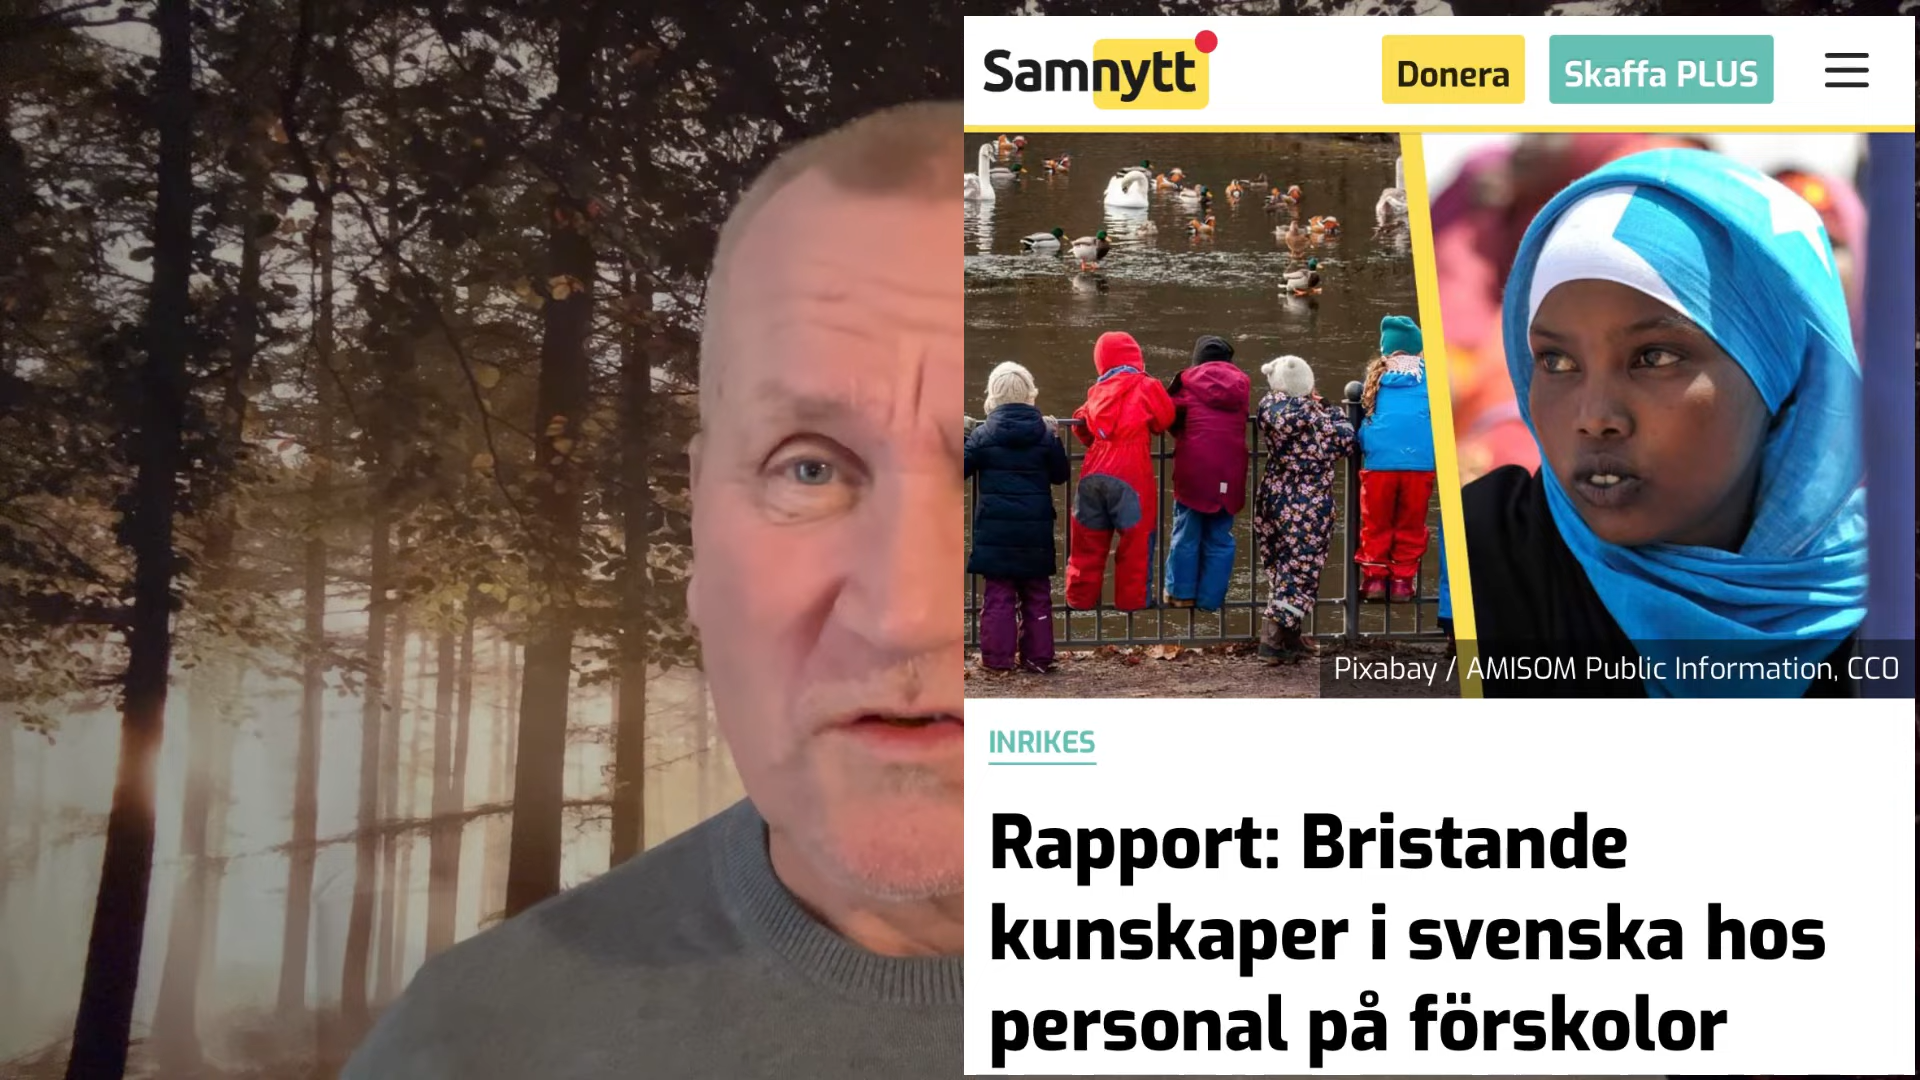 Samnytt
Donera
Skaffa PLUS
Pixabay / AMISOM Public Information, CC0
INRIKES
Rapport: Bristande
kunskaper i svenska hos
personal på förskolor